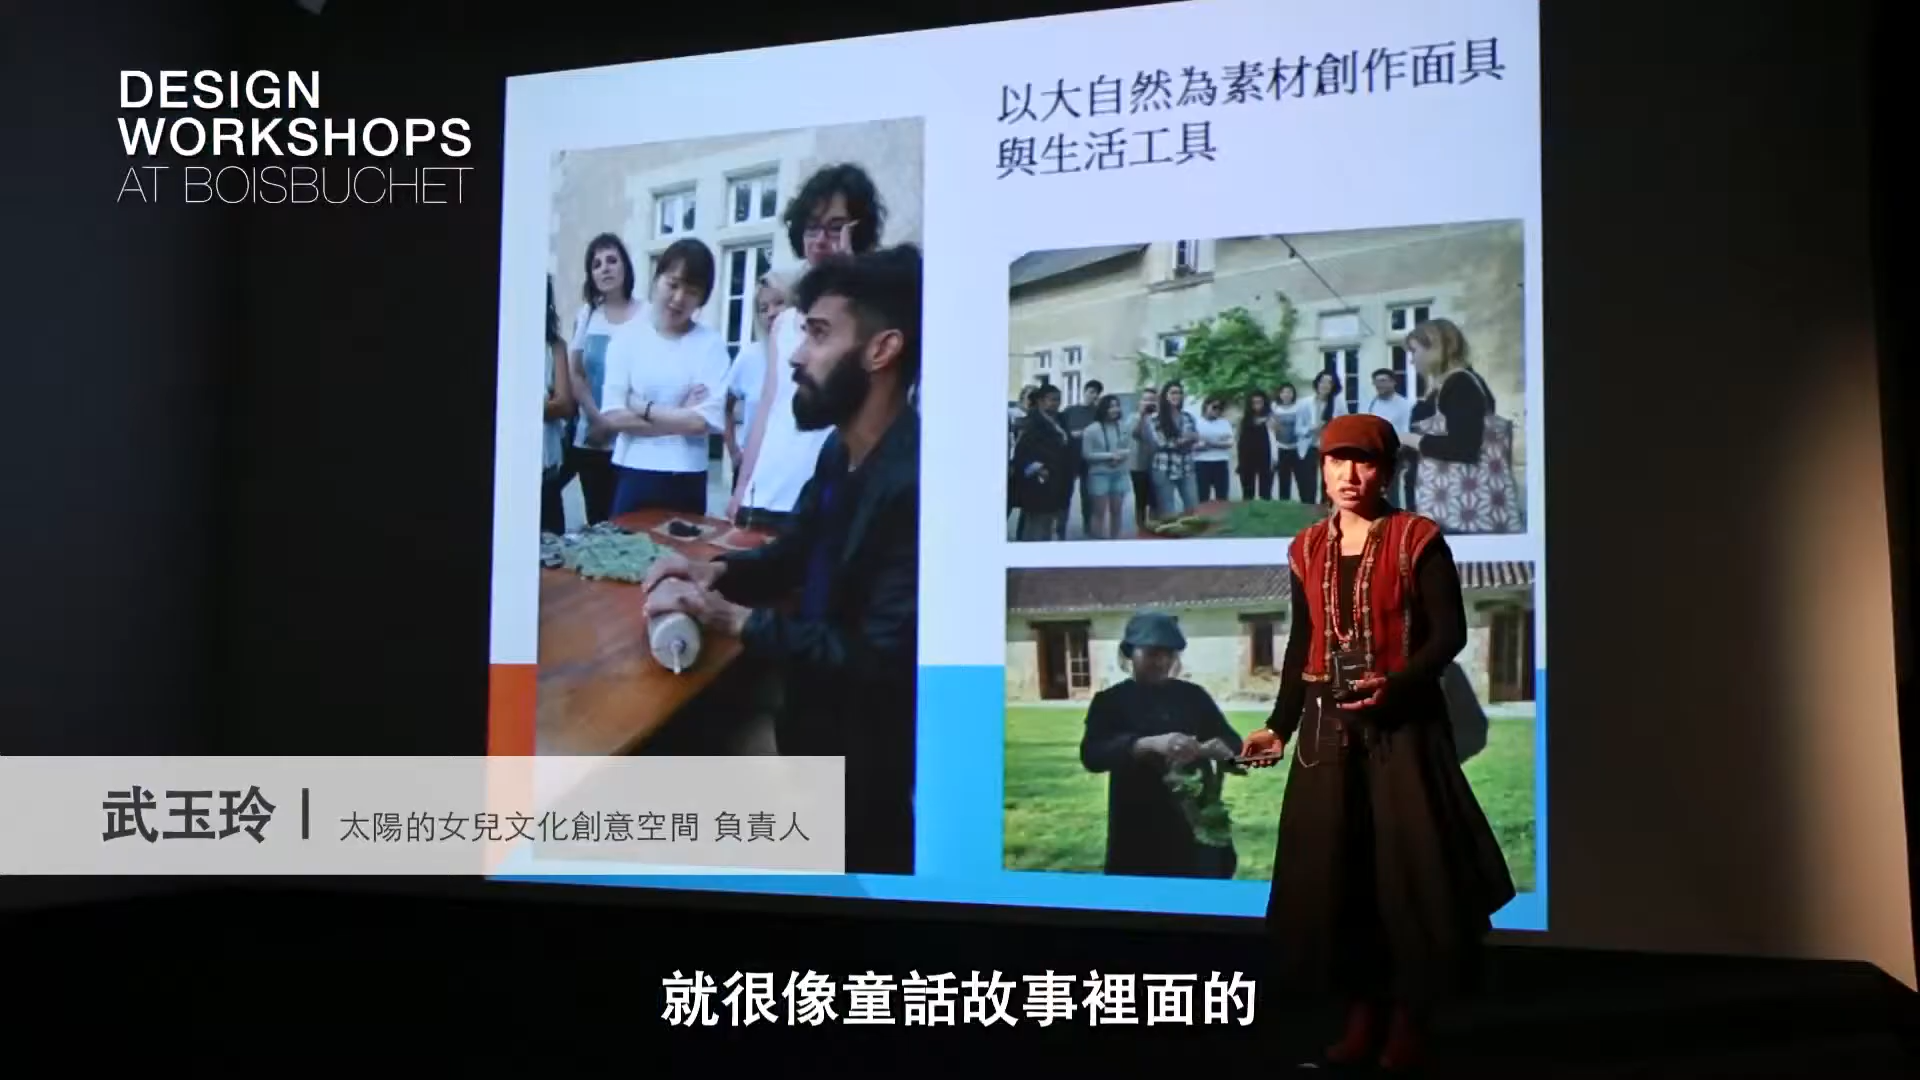 DESIGN
WORKSHOPS
AT BOISBUCHET
以大自然為素材創作面具
與生活工具
武玉玲 | 太陽的女兒文化創意空間 負責人
就很像童話故事裡面的